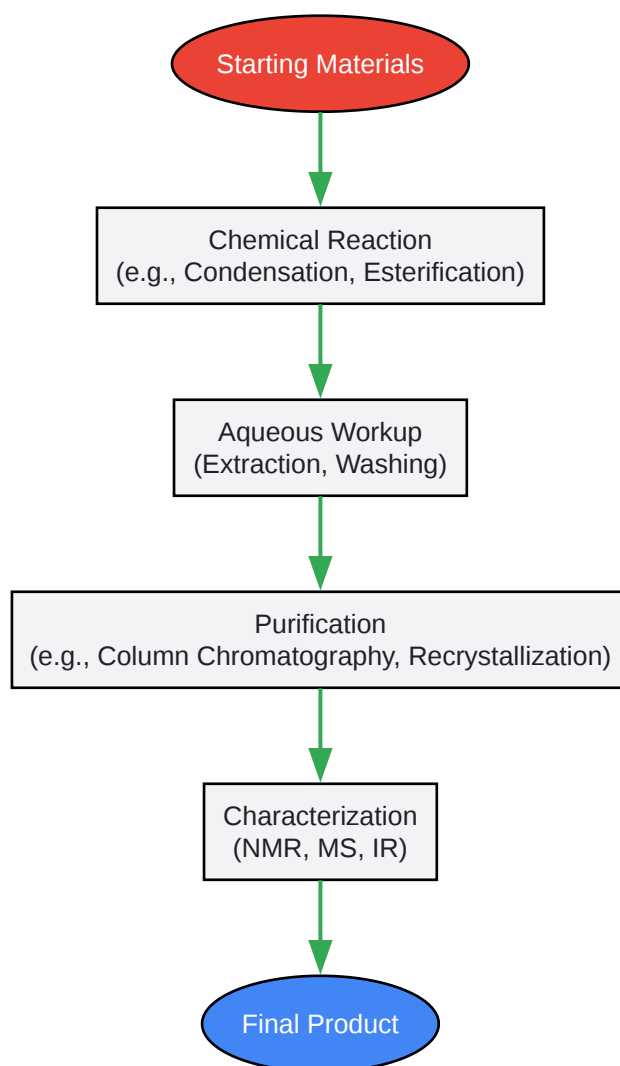 Starting Materials
Chemical Reaction
(e.g., Condensation, Esterification)
Aqueous Workup
(Extraction, Washing)
Purification
(e.g., Column Chromatography, Recrystallization)
Characterization
(NMR, MS, IR)
Final Product